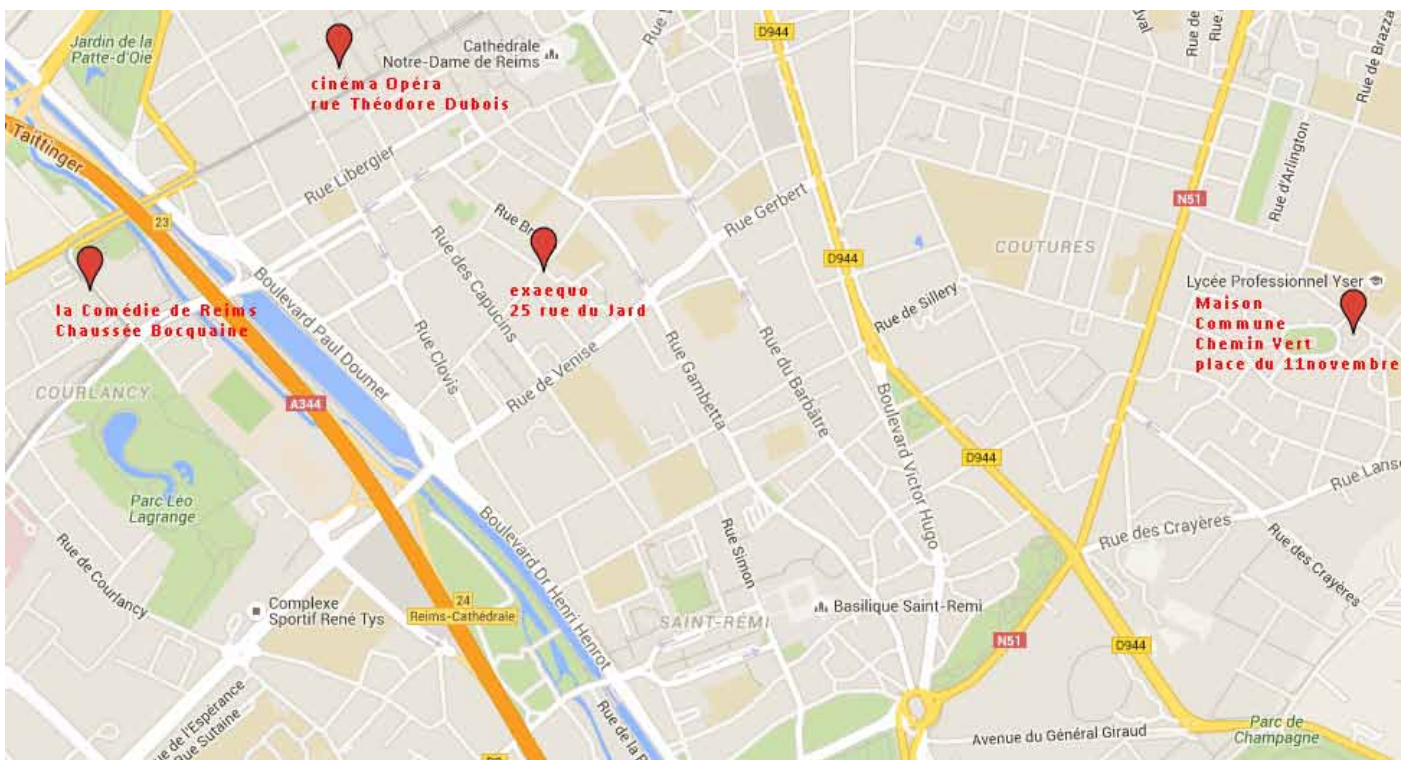 Jardin de la
Patte-d'Oie
cinéma Opéra
rue Théodore Dubois
Cathédrale
Notre-Dame de Reims
D944
Rue de Brazza
Taittinger
Rue Libergier
Rue d'Arlington
N51
23
Rue Gerbert
COUTURES
la Comédie de Reims
Chaussée Bocquaine
Boulevard Paul Doumer
Rue des Capucins
exaequo
25 rue du Jard
D944
Rue de Sillery
Lycée Professionnel Yser
Maison
Commune
Chemin Vert
place du 11novembre
COURLANCY
A344
Rue Clovis
Rue de Venise
Rue Gambetta
Rue du Barbâtre
Boulevard Victor Hugo
D944
Parc Léo
Lagrange
Rue de Courlancy
Boulevard Dr Henri Henrot
Rue Simon
Rue des Crayères
Rue des Crayères
Complexe
Sportif René Tys
24
Reims-Cathédrale
SAINT-RÉMI
Basilique Saint-Remi
N51
D944
Rue de l'Espérance
Rue Sutaine
Rue de la
Avenue du Général Giraud
Parc de
Champagne